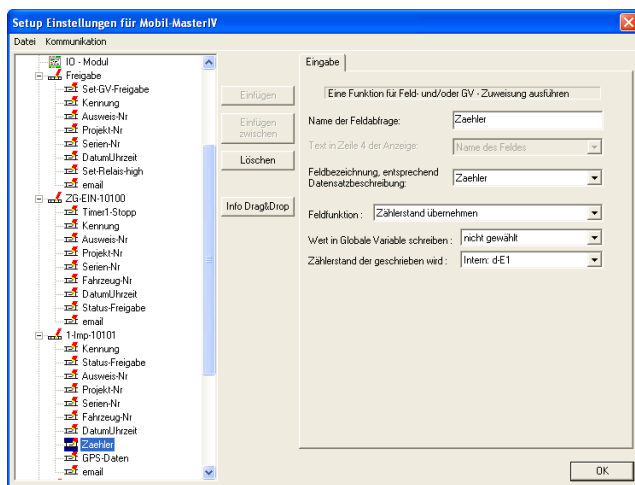 Setup Einstellungen für Mobil-MasterIV
Datei Kommunikation
IO - Modul
Freigabe
Set-GV-Freigabe
Kennung
Ausweis-Nr
Projekt-Nr
Serien-Nr
DatumUhrzeit
Set-Relais-high
email
ZG-EIN-10100
Timer1-Stopp
Kennung
Ausweis-Nr
Projekt-Nr
Serien-Nr
Fahrzeug-Nr
DatumUhrzeit
Status-Freigabe
email
1-Imp-10101
Kennung
Status-Freigabe
Ausweis-Nr
Projekt-Nr
Serien-Nr
Fahrzeug-Nr
DatumUhrzeit
Zaehler
GPS-Daten
email
Einfügen
Einfügen
zwischen
Löschen
Info Drag&Drop
Eingabe
Eine Funktion für Feld- und/oder GV - Zuweisung ausführen
Name der Feldabfrage: Zaehler
Text in Zeile 4 der Anzeige: Name des Feldes
Feldbezeichnung, entsprechend
Datensatzbeschreibung: Zaehler
Feldfunktion : Zählerstand übernehmen
Wert in Globale Variable schreiben : nicht gewählt
Zählerstand der geschrieben wird : Intern: d-E1
OK